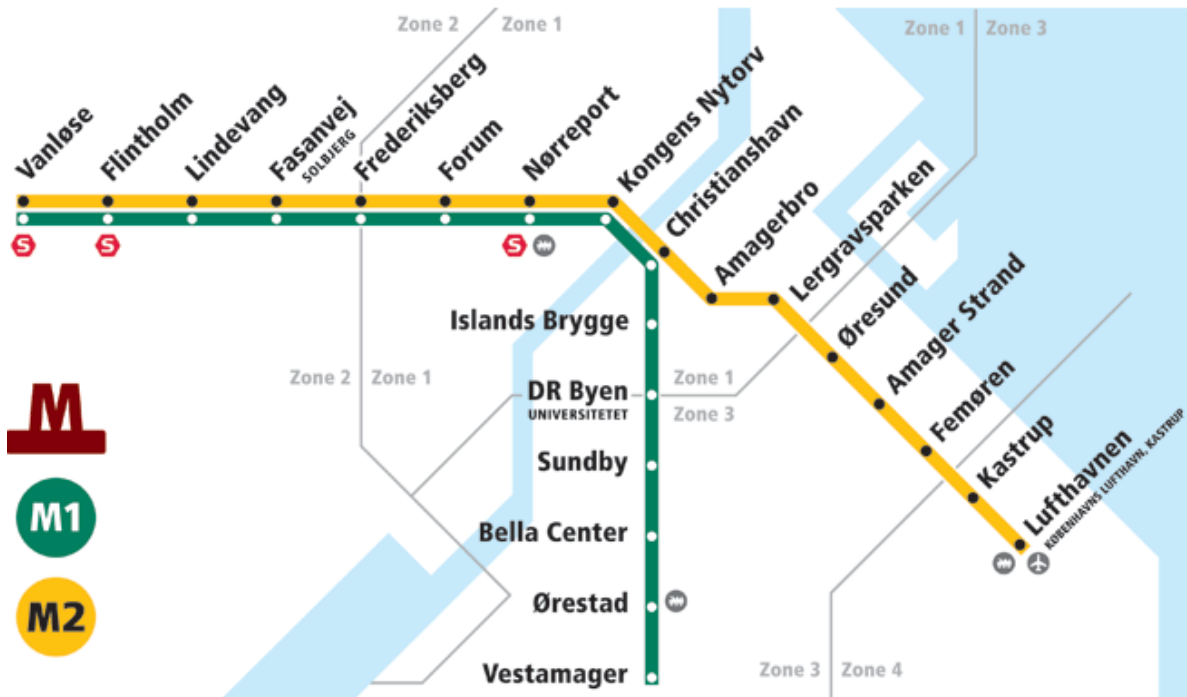 Zone 2
Zone 1
Zone 1
Zone 3
Vanløse
Flintholm
Lindevang
Fasanvej
SOLBJERG
Frederiksberg
Forum
Nørreport
Kongens Nytorv
Christianshavn
Amagerbro
Lergravsparken
Øresund
Amager Strand
Femøren
Kastrup
Lufthavnen
KØBENHAVNS LUFTHAVN, KASTRUP
S
S
S
Islands Brygge
Zone 2
Zone 1
DR Byen
UNIVERSITETET
Zone 1
Zone 3
Sundby
Bella Center
Ørestad
Vestamager
Zone 3
Zone 4
M
M1
M2